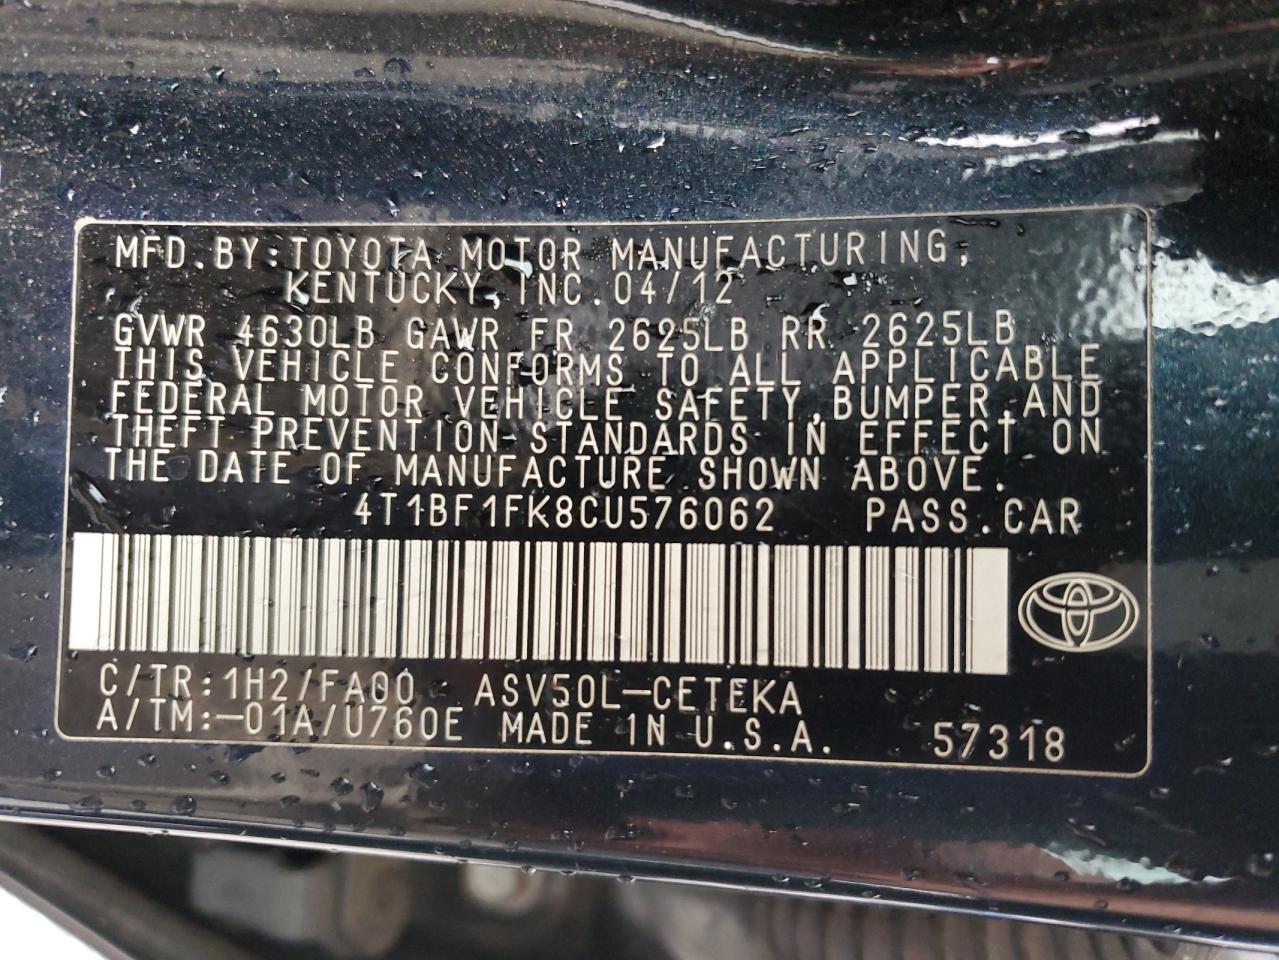 MFD.BY:TOYOTA MOTOR MANUFACTURING,
KENTUCKY, INC. 04/12
GVWR 4630LB GAWR FR 2625LB RR 2625LB
THIS VEHICLE CONFORMS TO ALL APPLICABLE
FEDERAL MOTOR VEHICLE SAFETY,BUMPER,AND
THEFT PREVENTION STANDARDS IN EFFECT ON
THE DATE OF MANUFACTURE SHOWN ABOVE.
4T1BF1FK8CU576062 PASS.CAR
C/TR:1H2/FA00 ASV50L-CETEKA
A/TM:-01A/U760E MADE IN U.S.A. 57318